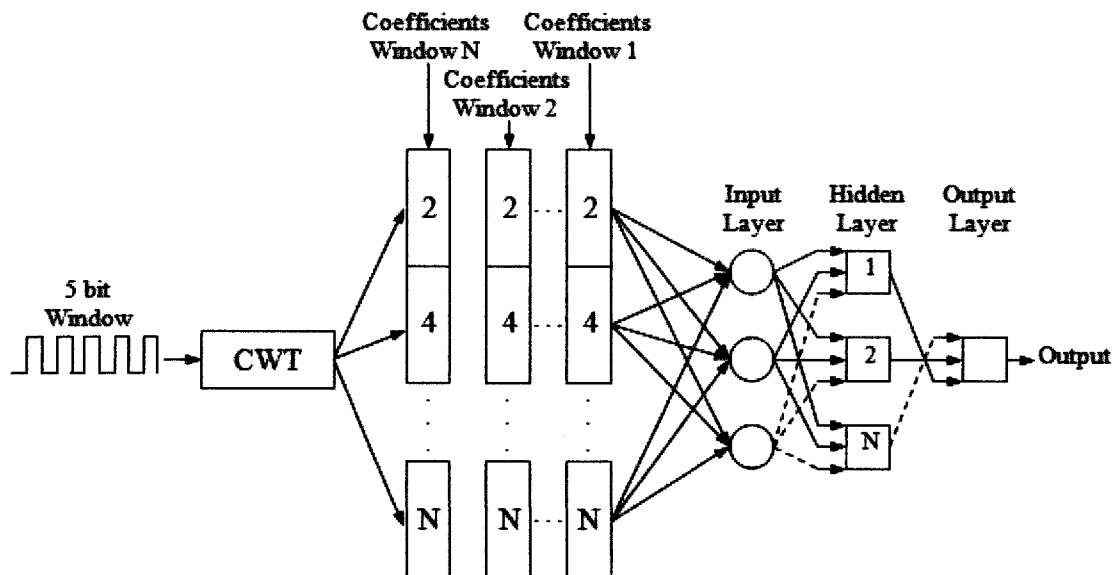 Coefficients
Window N
Coefficients
Window 1
Coefficients
Window 2
2
2
2
Input
Layer
Hidden
Layer
Output
Layer
1
5 bit
Window
4
4
4
CWT
2
Output
N
N
N
N